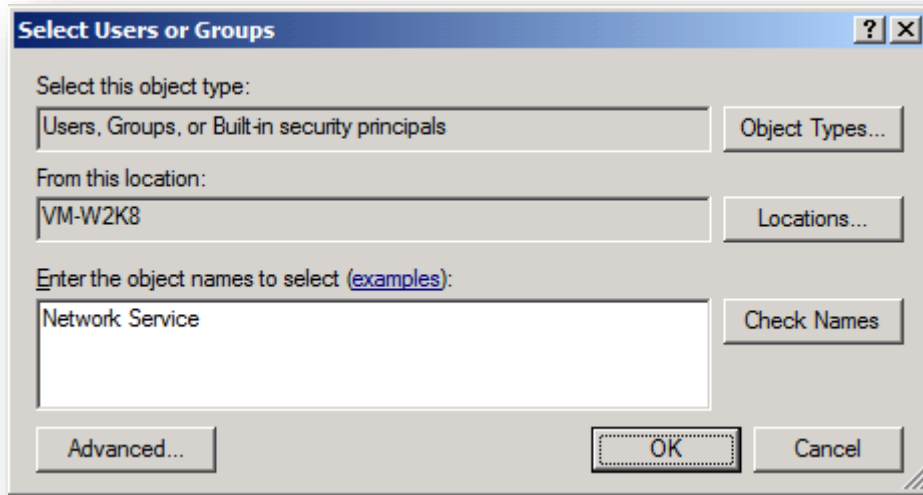 Select Users or Groups
Select this object type:
Users, Groups, or Built-in security principals
Object Types...
From this location:
VM-W2K8
Locations...
Enter the object names to select (examples):
Network Service
Check Names
Advanced...
OK
Cancel